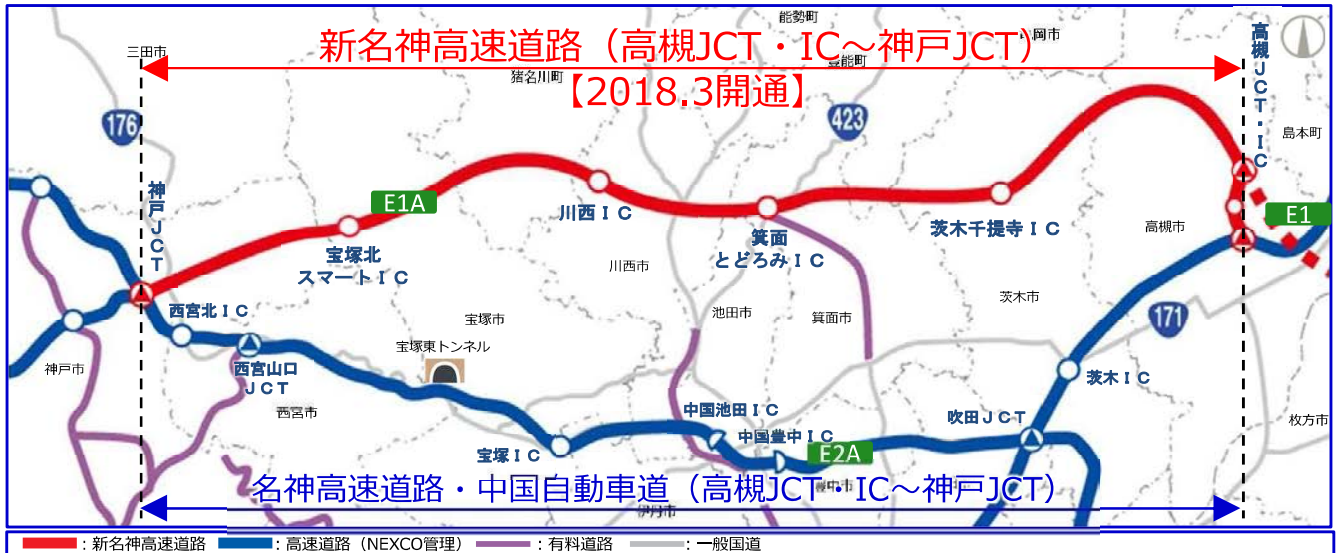 新名神高速道路（高槻JCT・IC～神戸JCT）
【2018.3開通】
三田市
能勢町
猪名川町
豊能町
島本町
高槻JCT・IC
176
423
神戸JCT
E1A
E1
川西IC
茨木千提寺IC
箕面
とどろみIC
宝塚北
スマートIC
高槻市
川西市
茨木市
西宮北IC
池田市
箕面市
171
宝塚市
宝塚東トンネル
神戸市
西宮山口
JCT
西宮市
茨木IC
中国池田IC
吹田JCT
枚方市
中国豊中IC
宝塚IC
E2A
豊中市
名神高速道路・中国自動車道（高槻JCT・IC～神戸JCT）
伊丹市
：新名神高速道路
：高速道路（NEXCO管理）
：有料道路
：一般国道